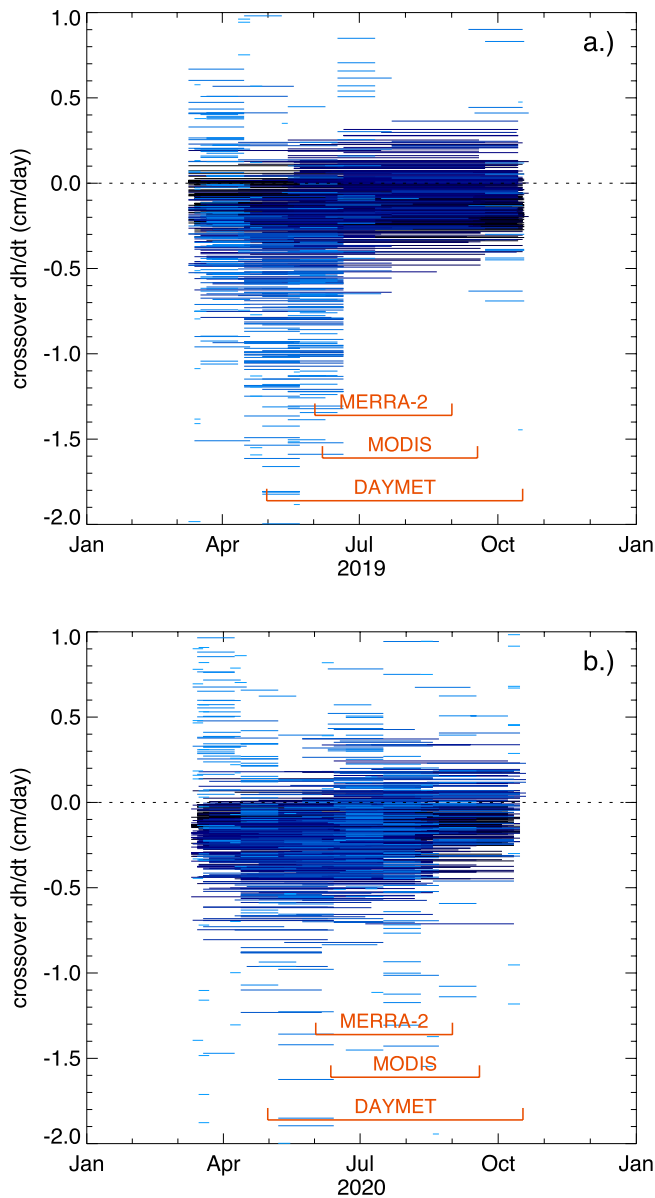 a.)
1.0
0.5
0.0
-0.5
-1.0
-1.5
-2.0
crossover dh/dt (cm/day)
MERRA-2
MODIS
DAYMET
Jan Apr Jul Oct Jan
2019
b.)
1.0
0.5
0.0
-0.5
-1.0
-1.5
-2.0
crossover dh/dt (cm/day)
MERRA-2
MODIS
DAYMET
Jan Apr Jul Oct Jan
2020